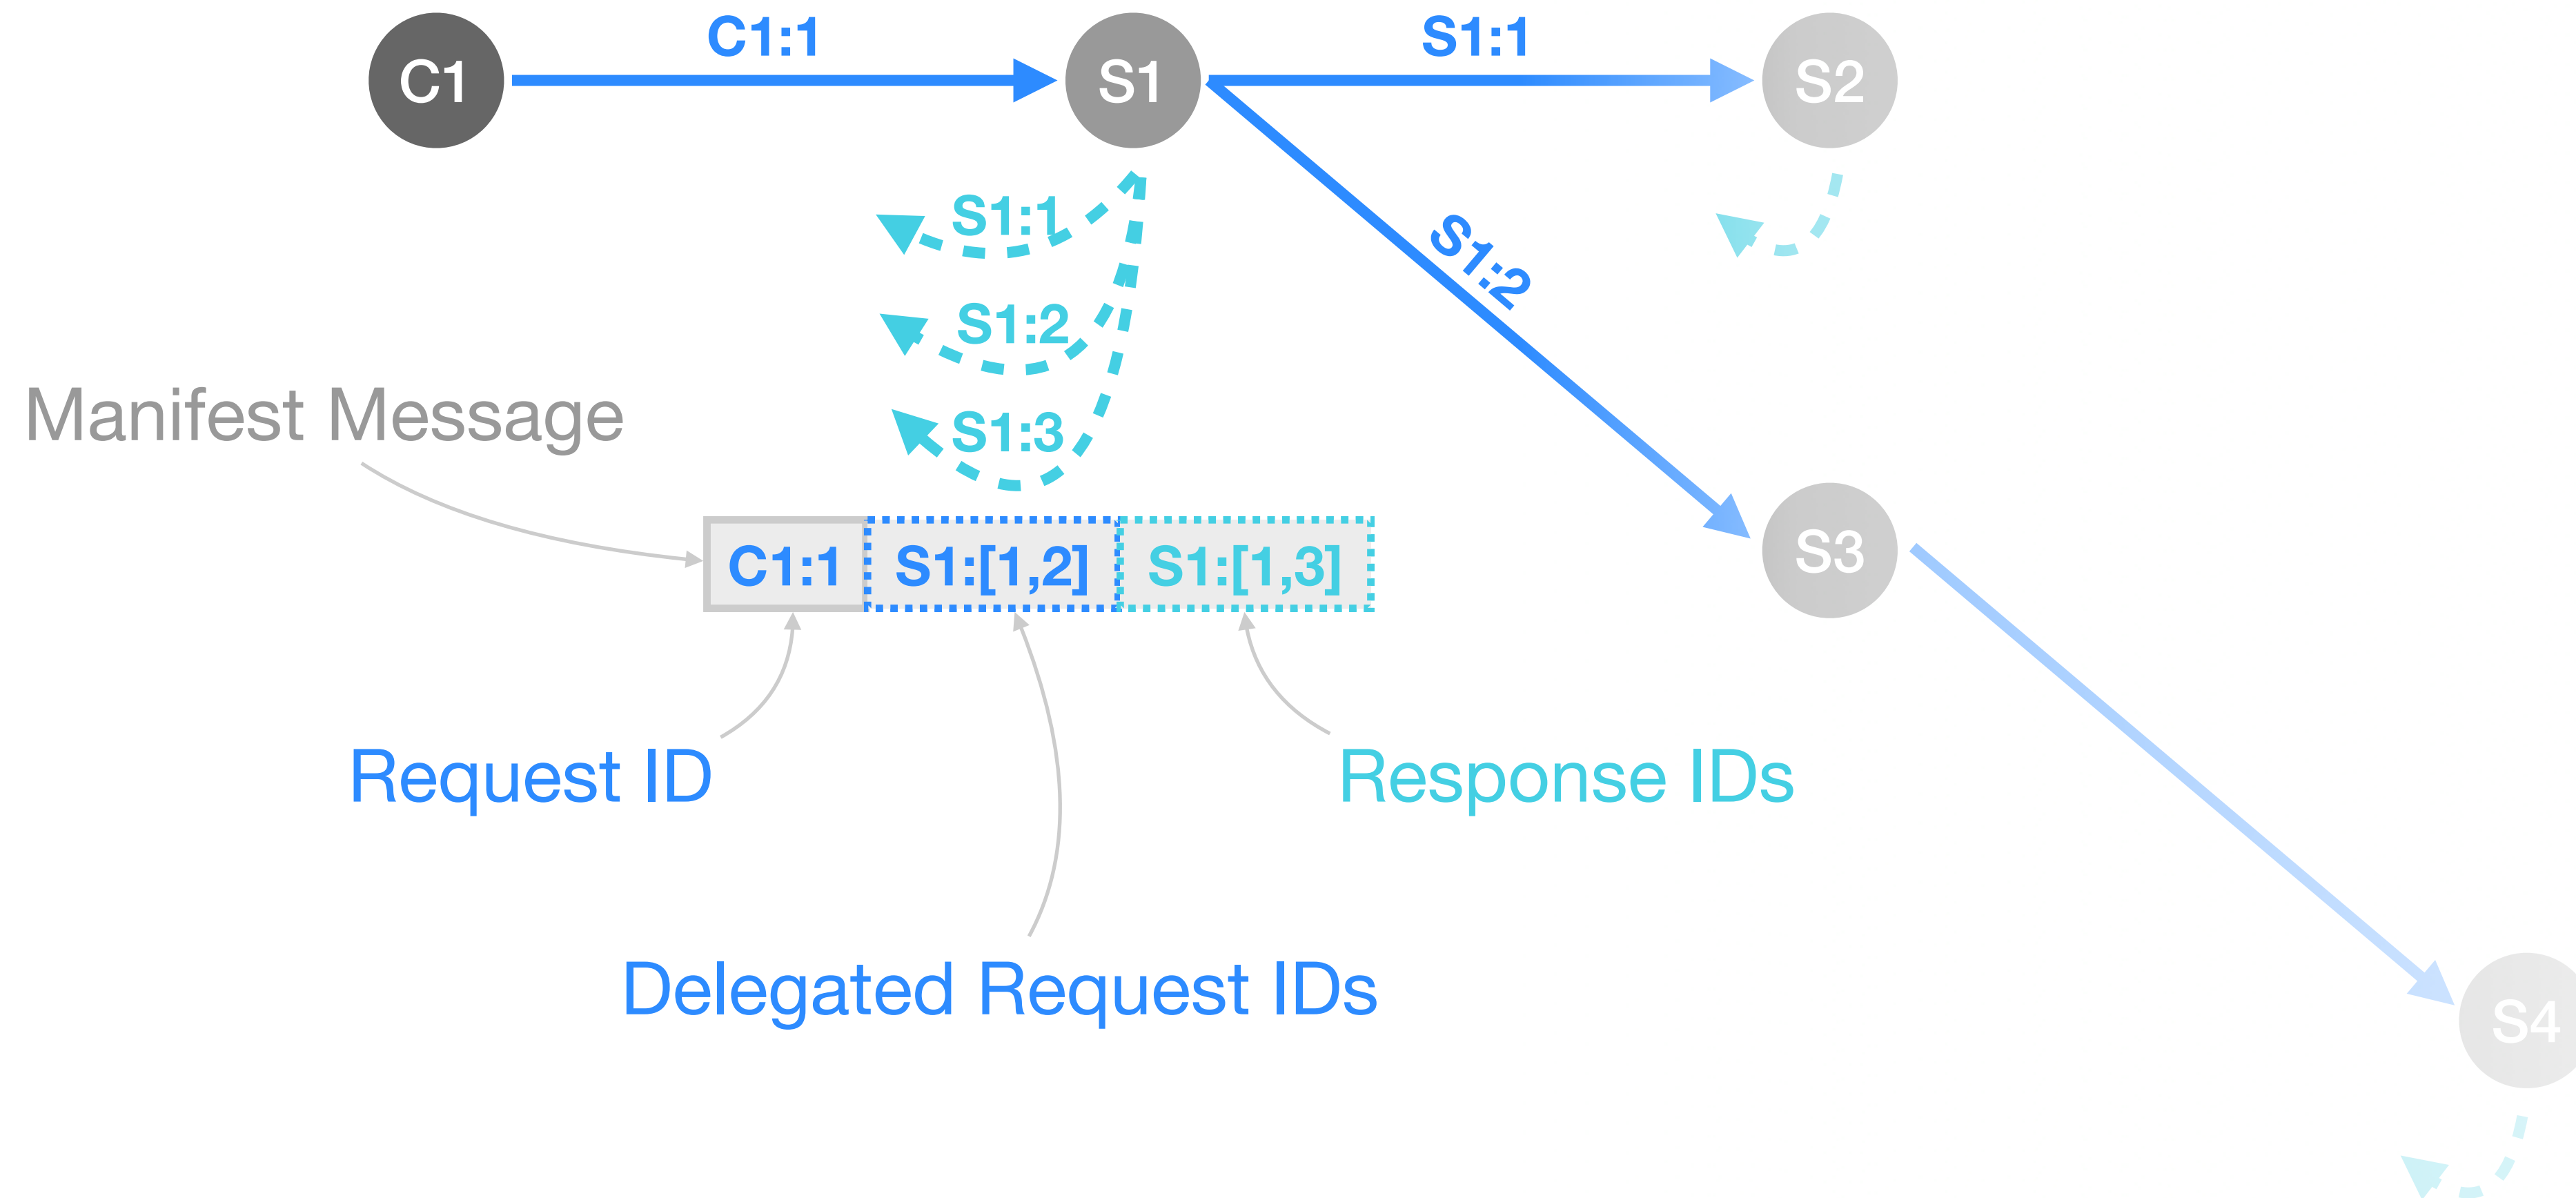 C1:1
S1:1
C1
S1
S2
S1:1
S1:2
S1:2
Manifest Message
S1:3
C1:1 S1:[1,2] S1:[1,3]
S3
Request ID
Response IDs
Delegated Request IDs
S4